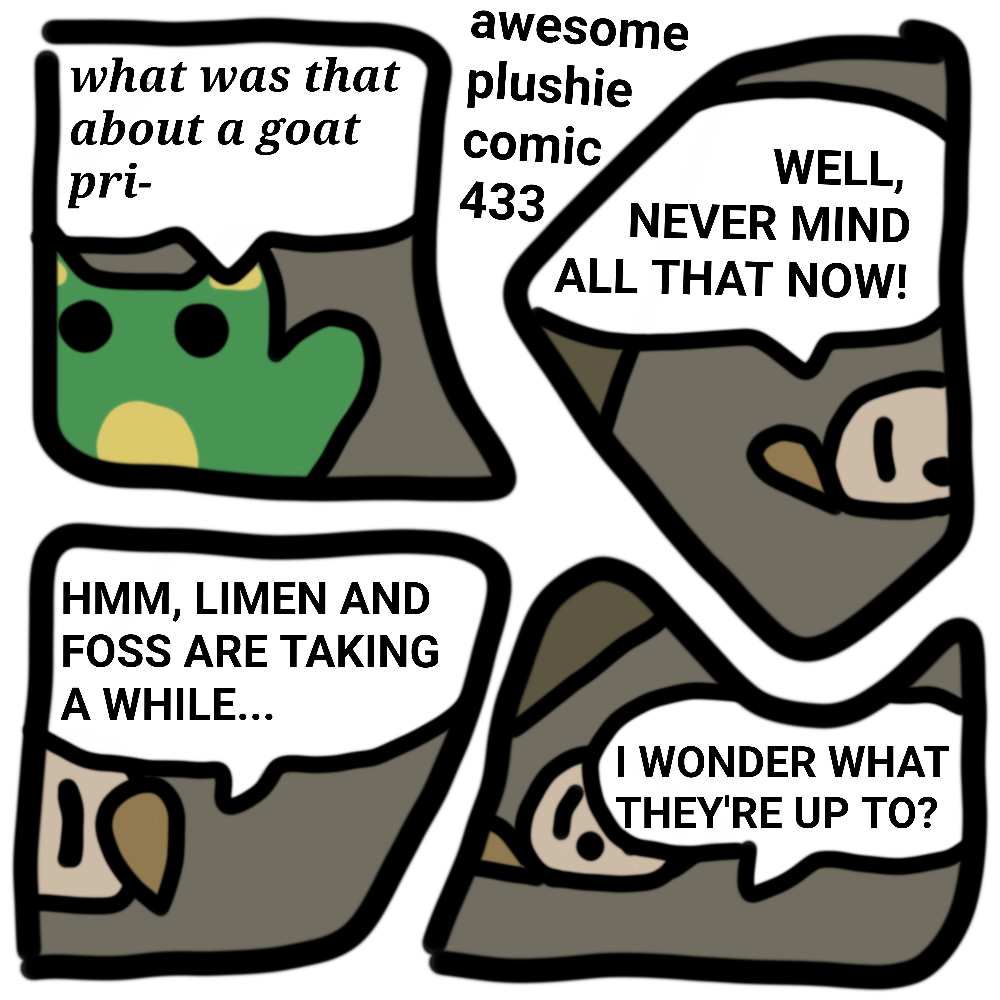 what was that
about a goat
pri-
awesome
plushie
comic
433
WELL,
NEVER MIND
ALL THAT NOW!
HMM, LIMEN AND
FOSS ARE TAKING
A WHILE...
I WONDER WHAT
THEY'RE UP TO?